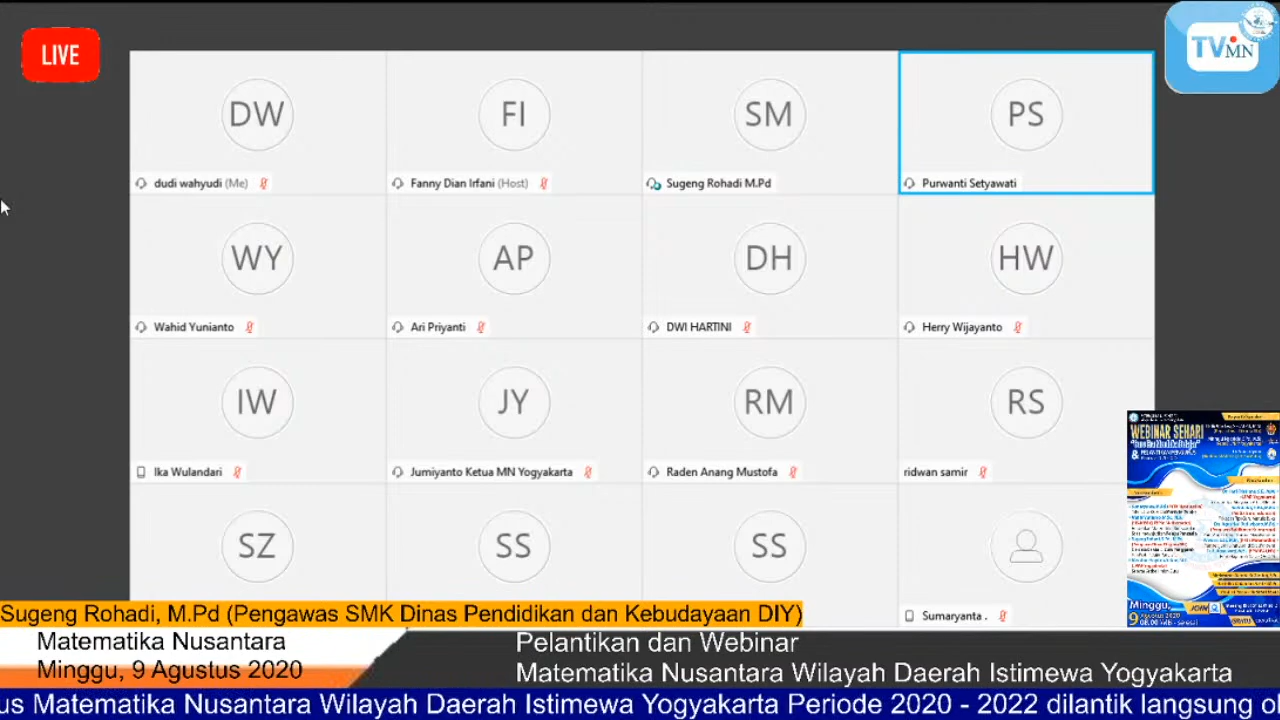 LIVE
TViMN
DW
FI
SM
PS
dudi wahyudi (Me)
Fanny Dian Irfani (Host)
Sugeng Rohadi M.Pd
Purwanti Setyawati
WY
AP
DH
HW
Wahid Yunianto
Ari Priyanti
DWI HARTINI
Herry Wijayanto
IW
JY
RM
RS
Ika Wulandari
Jumiyanto Ketua MN Yogyakarta
Raden Anang Mustofa
ridwan samir
SZ
SS
SS
Sumaryanta .
WEBINAR SEHARI
Minggu,
9
Sugeng Rohadi, M.Pd (Pengawas SMK Dinas Pendidikan dan Kebudayaan DIY)
Matematika Nusantara
Minggu, 9 Agustus 2020
Pelantikan dan Webinar
Matematika Nusantara Wilayah Daerah Istimewa Yogyakarta
us Matematika Nusantara Wilayah Daerah Istimewa Yogyakarta Periode 2020 - 2022 dilantik langsung ol